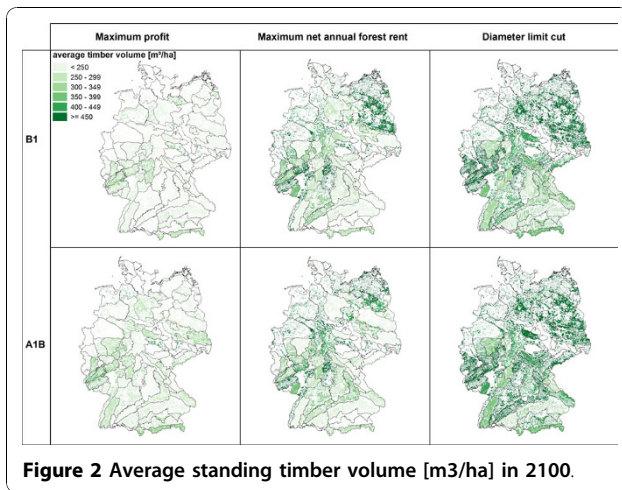 Maximum profit
Maximum net annual forest rent
Diameter limit cut
average timber volume [m³/ha]
< 250
250 - 299
300 - 349
350 - 399
400 - 449
>= 450
B1
A1B
Figure 2 Average standing timber volume [m3/ha] in 2100.